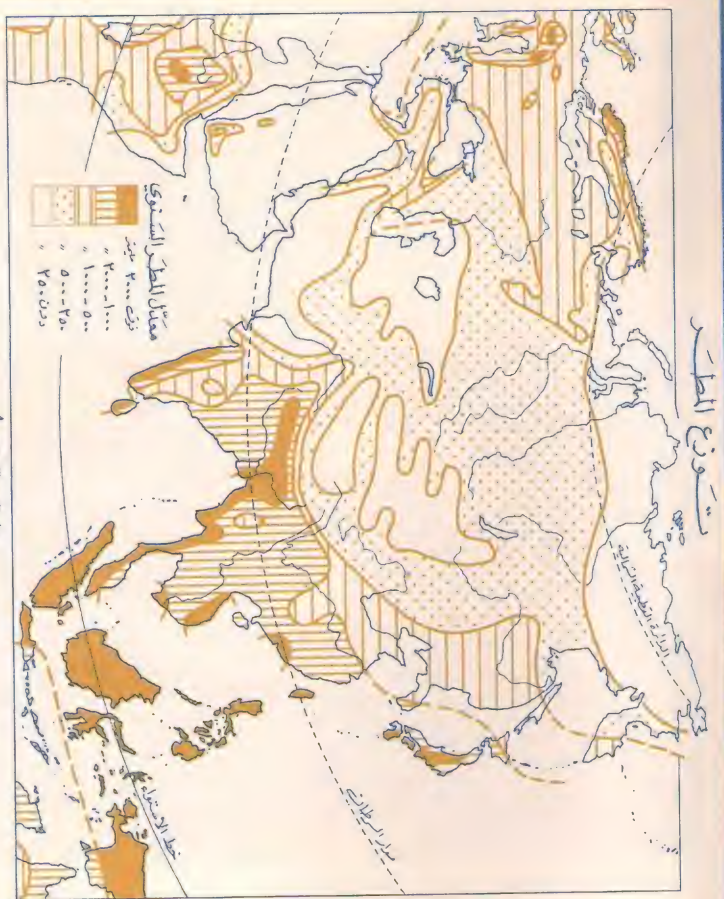 توزيع المطر
الدائرة القطبية الشمالية
مدار السرطان
خط الاستواء
معدل المطر السنوي
فوق ٢٠٠٠ مليمتر
١٠٠٠-٢٠٠٠ "
٥٠٠-١٠٠٠ "
٢٥٠-٥٠٠ "
دون ٢٥٠ "